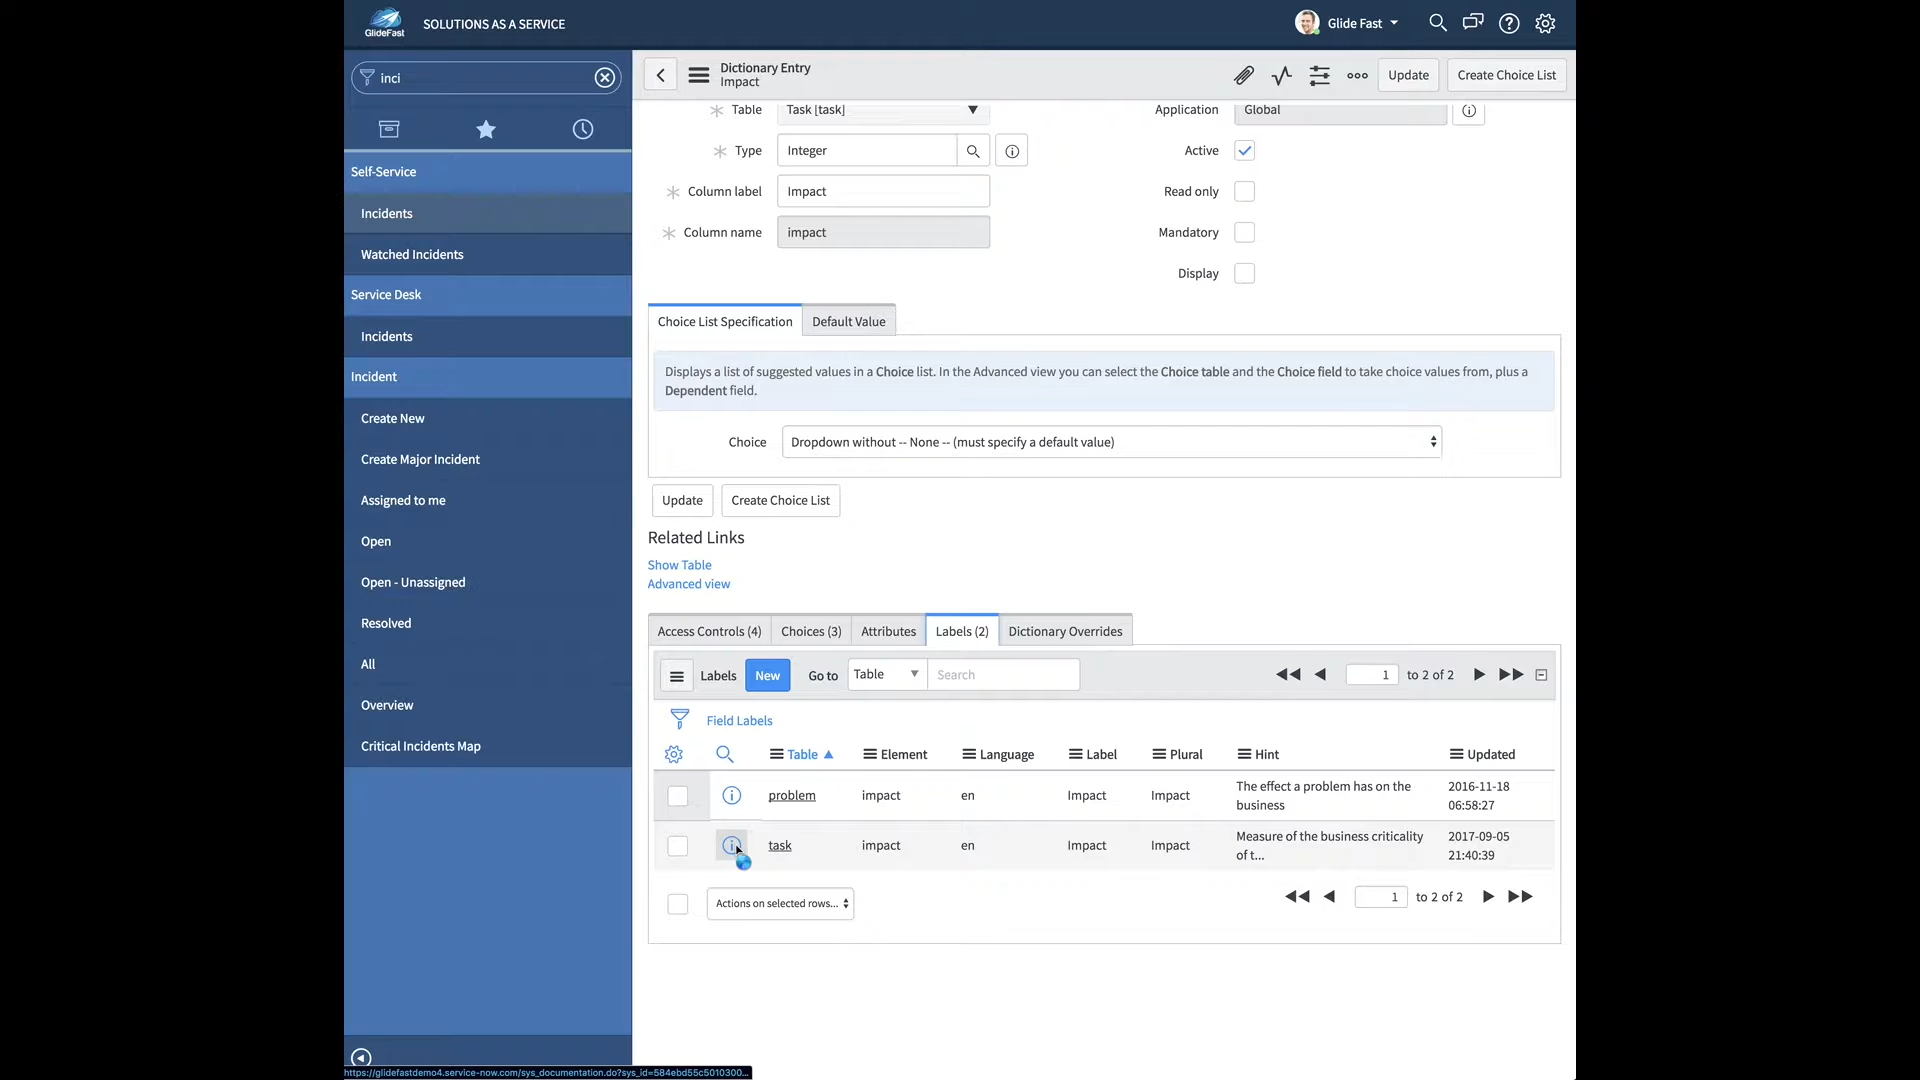 GlideFast
SOLUTIONS AS A SERVICE
Glide Fast
inci
Self-Service
Incidents
Watched Incidents
Service Desk
Incidents
Incident
Create New
Create Major Incident
Assigned to me
Open
Open - Unassigned
Resolved
All
Overview
Critical Incidents Map
Dictionary Entry
Impact
Update
Create Choice List
Table
Task [task]
Application
Global
Type
Integer
Active
Column label
Impact
Read only
Column name
impact
Mandatory
Display
Choice List Specification
Default Value
Displays a list of suggested values in a Choice list. In the Advanced view you can select the Choice table and the Choice field to take choice values from, plus a
Dependent field.
Choice
Dropdown without -- None -- (must specify a default value)
Update
Create Choice List
Related Links
Show Table
Advanced view
Access Controls (4)
Choices (3)
Attributes
Labels (2)
Dictionary Overrides
Labels
New
Go to
Table
Search
1
to 2 of 2
Field Labels
Table
Element
Language
Label
Plural
Hint
Updated
problem
impact
en
Impact
Impact
The effect a problem has on the
business
2016-11-18
06:58:27
task
impact
en
Impact
Impact
Measure of the business criticality
of t...
2017-09-05
21:40:39
Actions on selected rows...
1
to 2 of 2
https://glidefastdemo4.service-now.com/sys_documentation.do?sys_id=584ebd55c5010300...